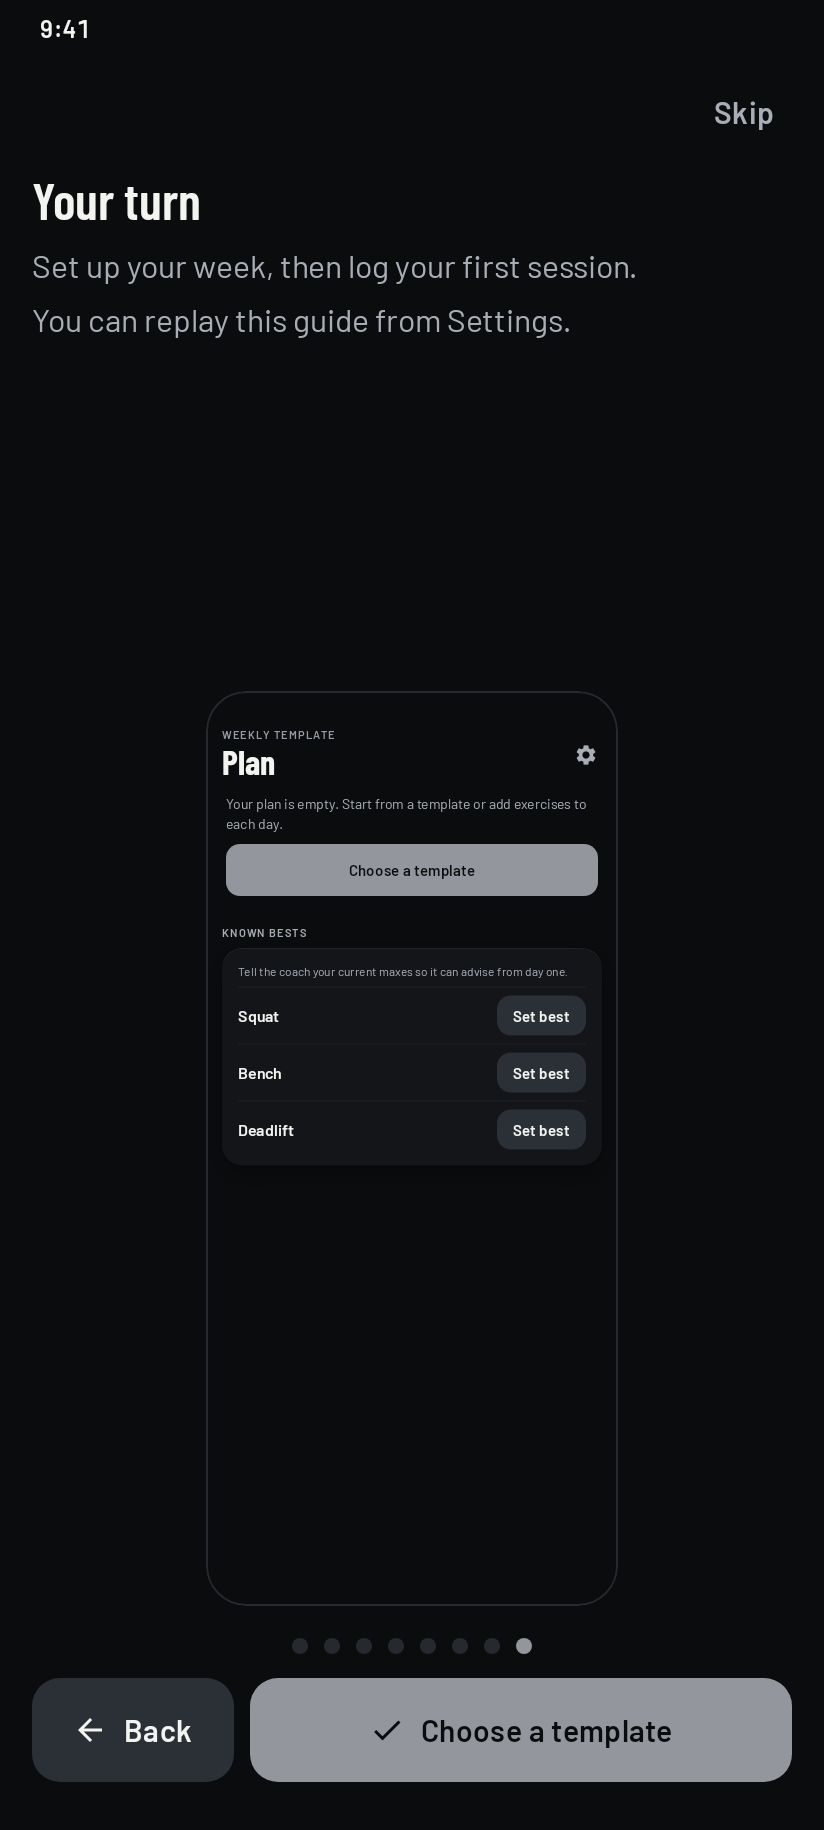 9:41
Skip
Your turn
Set up your week, then log your first session.
You can replay this guide from Settings.
WEEKLY TEMPLATE
Plan
Your plan is empty. Start from a template or add exercises to
each day.
Choose a template
KNOWN BESTS
Tell the coach your current maxes so it can advise from day one.
Squat
Set best
Bench
Set best
Deadlift
Set best
Back
Choose a template